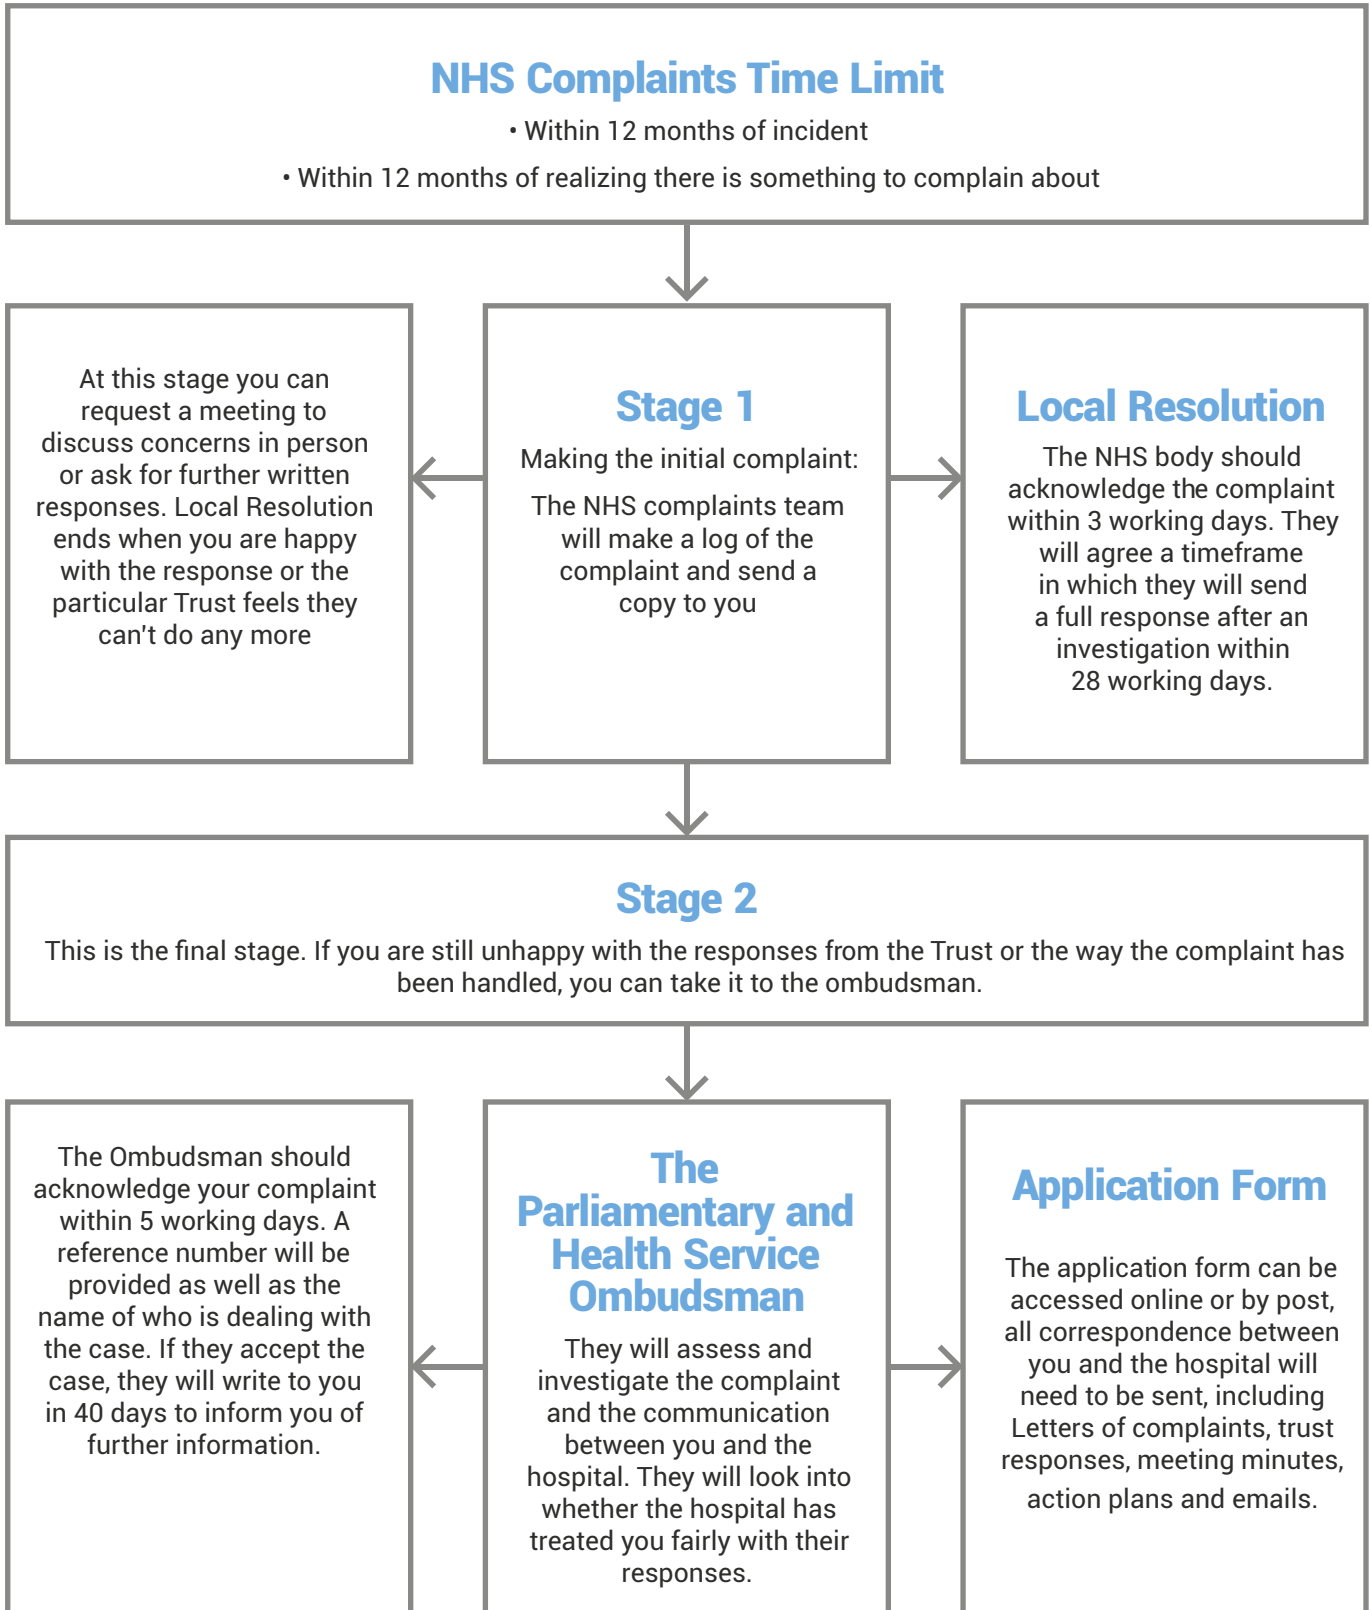 NHS Complaints Time Limit
• Within 12 months of incident
• Within 12 months of realizing there is something to complain about
At this stage you can
request a meeting to
discuss concerns in person
or ask for further written
responses. Local Resolution
ends when you are happy
with the response or the
particular Trust feels they
can't do any more
Stage 1
Making the initial complaint:
The NHS complaints team
will make a log of the
complaint and send a
copy to you
Local Resolution
The NHS body should
acknowledge the complaint
within 3 working days. They
will agree a timeframe
in which they will send
a full response after an
investigation within
28 working days.
Stage 2
This is the final stage. If you are still unhappy with the responses from the Trust or the way the complaint has
been handled, you can take it to the ombudsman.
The Ombudsman should
acknowledge your complaint
within 5 working days. A
reference number will be
provided as well as the
name of who is dealing with
the case. If they accept the
case, they will write to you
in 40 days to inform you of
further information.
The
Parliamentary and
Health Service
Ombudsman
They will assess and
investigate the complaint
and the communication
between you and the
hospital. They will look into
whether the hospital has
treated you fairly with their
responses.
Application Form
The application form can be
accessed online or by post,
all correspondence between
you and the hospital will
need to be sent, including
Letters of complaints, trust
responses, meeting minutes,
action plans and emails.